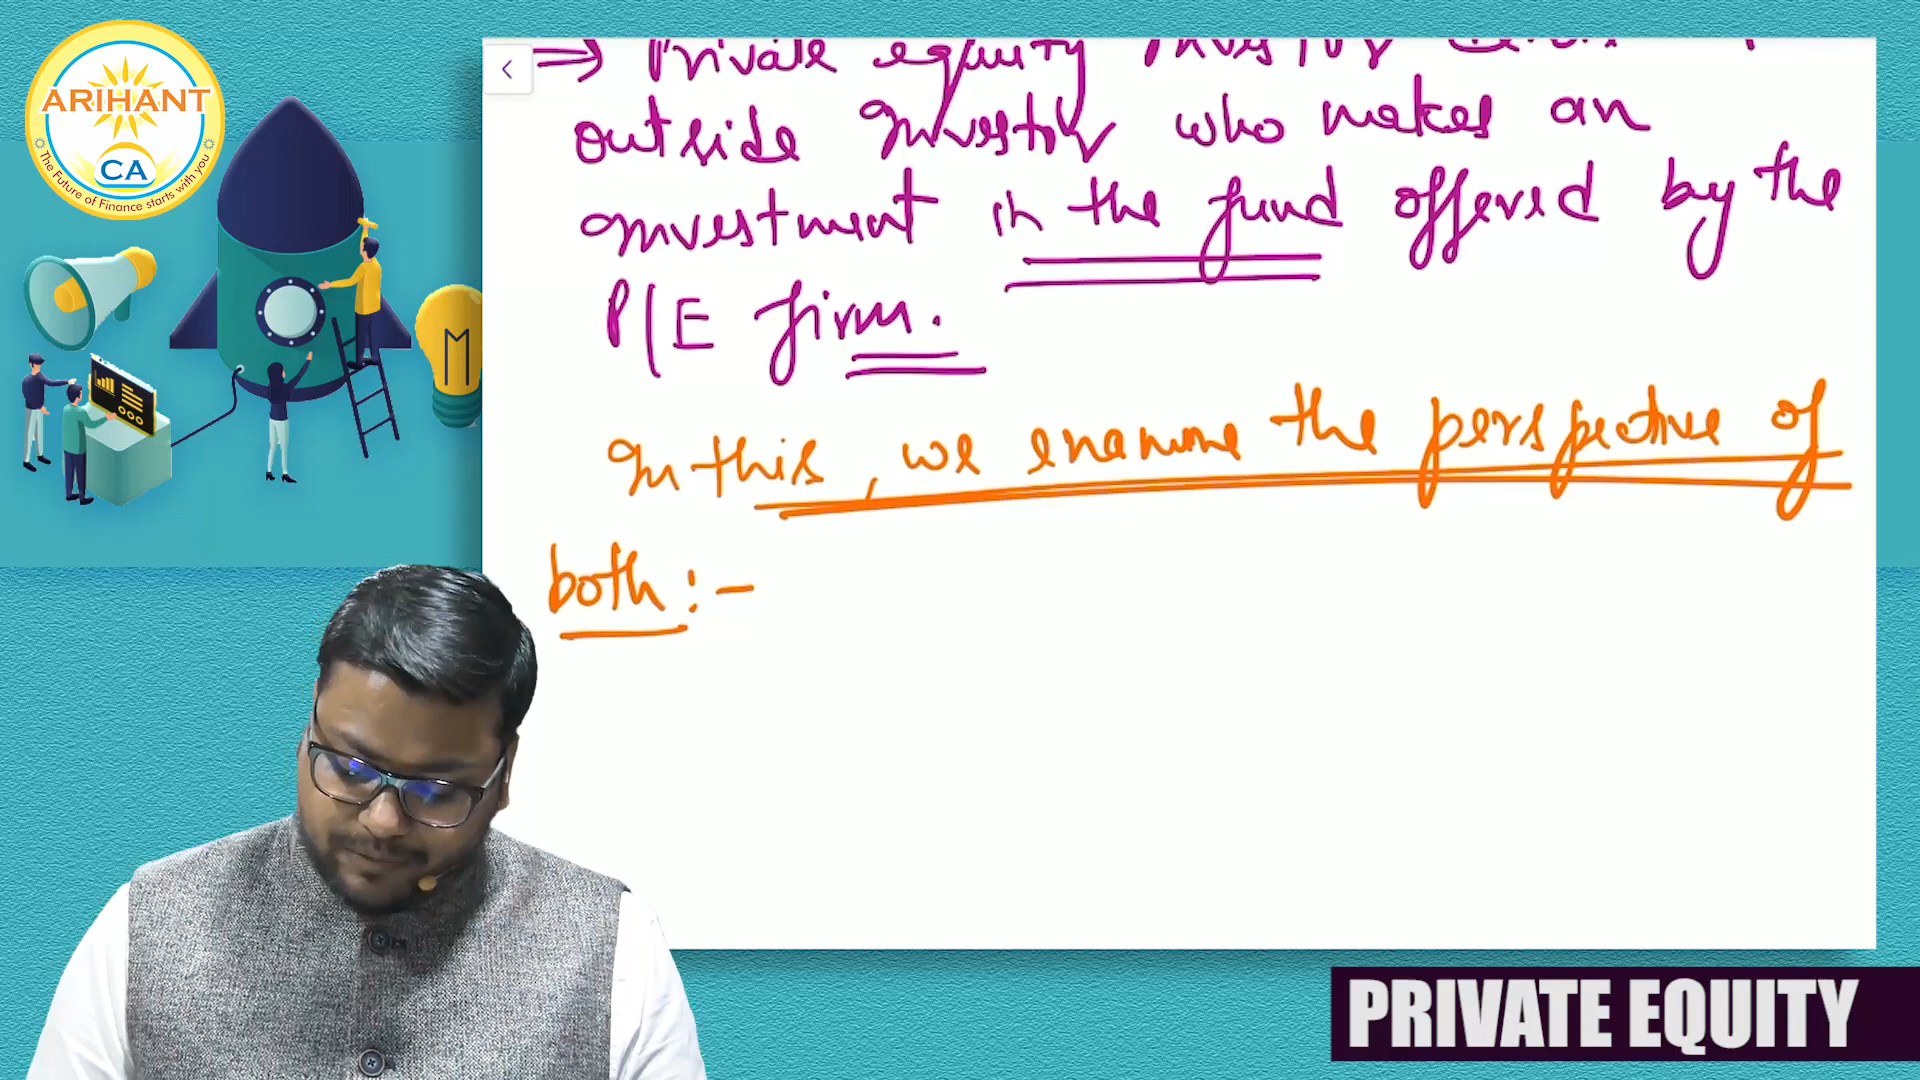 ARIHANT
CA
The Future of Finance starts with you
⇒ Private equity Investor
outside Investor who makes an
Investment in the fund offered by the
P/E firm.
In this, we examine the perspective of
both :-
PRIVATE EQUITY